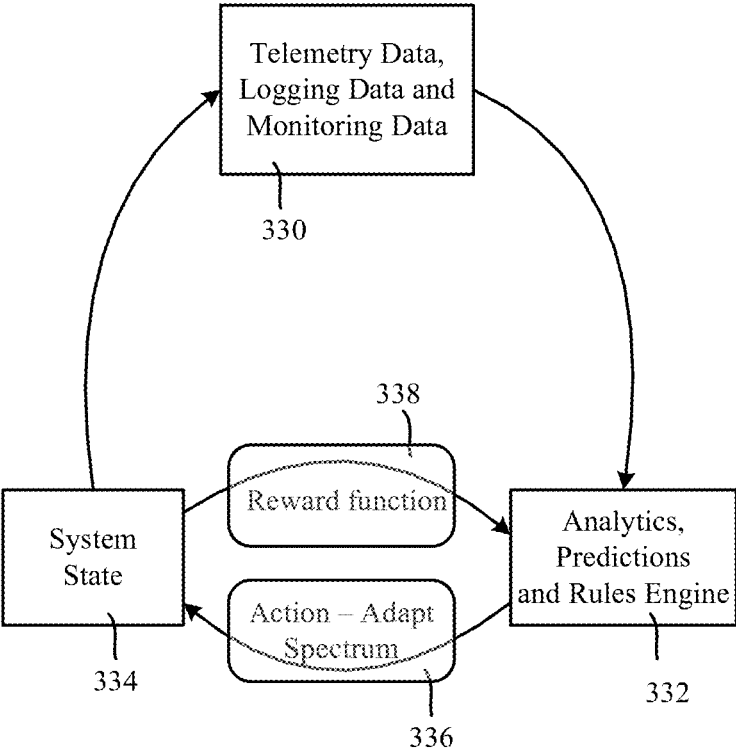 Telemetry Data,
Logging Data and
Monitoring Data
330
338
Reward function
System
State
334
Analytics,
Predictions
and Rules Engine
332
Action – Adapt
Spectrum
336